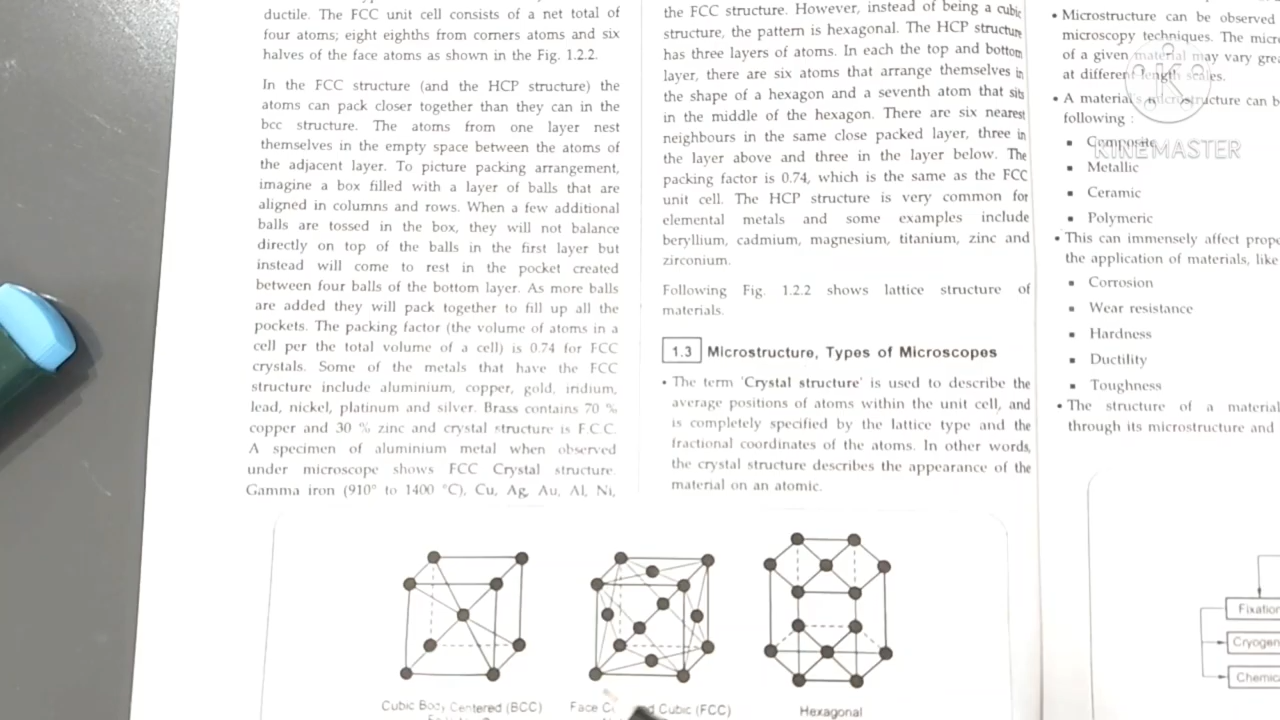 ductile. The FCC unit cell consists of a net total of
four atoms; eight eighths from corners atoms and six
halves of the face atoms as shown in the Fig. 1.2.2.
In the FCC structure (and the HCP structure) the
atoms can pack closer together than they can in the
bcc structure. The atoms from one layer nest
themselves in the empty space between the atoms of
the adjacent layer. To picture packing arrangement,
imagine a box filled with a layer of balls that are
aligned in columns and rows. When a few additional
balls are tossed in the box, they will not balance
directly on top of the balls in the first layer but
instead will come to rest in the pocket created
between four balls of the bottom layer. As more balls
are added they will pack together to fill up all the
pockets. The packing factor (the volume of atoms in a
cell per the total volume of a cell) is 0.74 for FCC
crystals. Some of the metals that have the FCC
structure include aluminium, copper, gold, iridium,
lead, nickel, platinum and silver. Brass contains 70 %
copper and 30 % zinc and crystal structure is F.C.C.
A specimen of aluminium metal when observed
under microscope shows FCC Crystal structure.
Gamma iron (910° to 1400 °C), Cu, Ag, Au, Al, Ni,
the FCC structure. However, instead of being a cubic
structure, the pattern is hexagonal. The HCP structure
has three layers of atoms. In each the top and bottom
layer, there are six atoms that arrange themselves in
the shape of a hexagon and a seventh atom that sits
in the middle of the hexagon. There are six nearest
neighbours in the same close packed layer, three in
the layer above and three in the layer below. The
packing factor is 0.74, which is the same as the FCC
unit cell. The HCP structure is very common for
elemental metals and some examples include
beryllium, cadmium, magnesium, titanium, zinc and
zirconium.
Following Fig. 1.2.2 shows lattice structure of
materials.
1.3 Microstructure, Types of Microscopes
• The term 'Crystal structure' is used to describe the
average positions of atoms within the unit cell, and
is completely specified by the lattice type and the
fractional coordinates of the atoms. In other words,
the crystal structure describes the appearance of the
material on an atomic.
Cubic Body Centered (BCC)
Face Cubic (FCC)
Hexagonal
• Microstructure can be observed
microscopy techniques. The
of a given material may vary
at different length scales.
• A material's microstructure can
following :
▪ Composite
▪ Metallic
▪ Ceramic
▪ Polymeric
• This can immensely affect
the application of materials, like
▪ Corrosion
▪ Wear resistance
▪ Hardness
▪ Ductility
▪ Toughness
• The structure of a material
through its microstructure and
Fixation
K
KINEMASTER